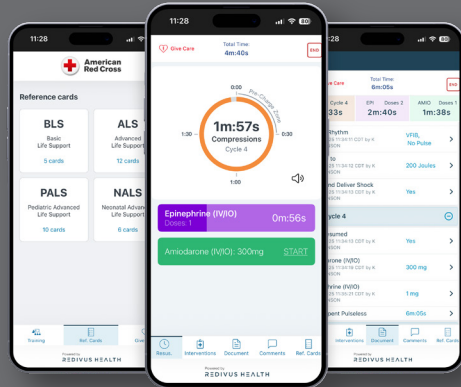 11:28
American
Red Cross
Reference cards
BLS
Basic
Life Support
5 cards
ALS
Advanced
Life Support
12 cards
PALS
Pediatric Advanced
Life Support
10 cards
NALS
Neonatal Advanced
Life Support
6 cards
Training
Ref. Cards
Powered by
REDIVUS HEALTH
11:28
80
Give Care
Total Time:
4m:40s
END
0:00
Pre-Charge Zone
1:30
0:30
1m:57s
Compressions
Cycle 4
1:00
Epinephrine (IV/IO)
Doses: 1
0m:56s
Amiodarone (IV/IO): 300mg START
Resus.
Interventions
Document
Comments
Ref. Cards
Powered by
REDIVUS HEALTH
11:28
80
Care
Total Time:
6m:05s
END
Cycle 4
33s
EPI Doses 2
2m:40s
AMIO Doses 1
1m:38s
VFIB,
No Pulse
200 Joules
Deliver Shock
Yes
Yes
300 mg
1 mg
Pulseless
6m:05s
Interventions
Document
Comments
Ref. Cards
Powered by
REDIVUS HEALTH